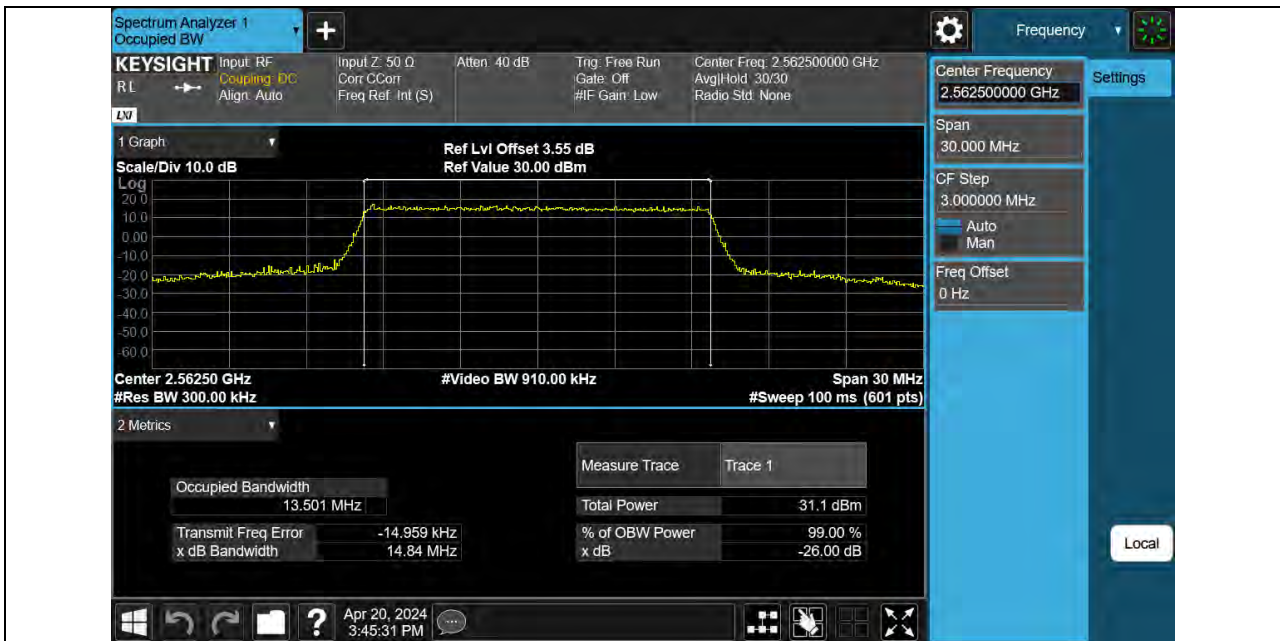 Spectrum Analyzer 1
Occupied BW
Frequency
KEYSIGHT
RL
LXI
Input: RF
Coupling: DC
Align: Auto
Input Z: 50 Ω
Corr CCorr
Freq Ref: Int (S)
Atten: 40 dB
Trig: Free Run
Gate: Off
#IF Gain: Low
Center Freq: 2.562500000 GHz
Avg|Hold: 30/30
Radio Std: None
Center Frequency
2.562500000 GHz
Settings
Span
30.000 MHz
CF Step
3.000000 MHz
Auto
Man
Freq Offset
0 Hz
Local
1 Graph
Scale/Div 10.0 dB
Ref Lvl Offset 3.55 dB
Ref Value 30.00 dBm
Log
20.0
10.0
0.00
-10.0
-20.0
-30.0
-40.0
-50.0
-60.0
Center 2.56250 GHz
#Res BW 300.00 kHz
#Video BW 910.00 kHz
Span 30 MHz
#Sweep 100 ms (601 pts)
2 Metrics
Measure Trace Trace 1
Occupied Bandwidth
13.501 MHz
Total Power 31.1 dBm
Transmit Freq Error -14.959 kHz
% of OBW Power 99.00 %
x dB Bandwidth 14.84 MHz
x dB -26.00 dB
?
Apr 20, 2024
3:45:31 PM